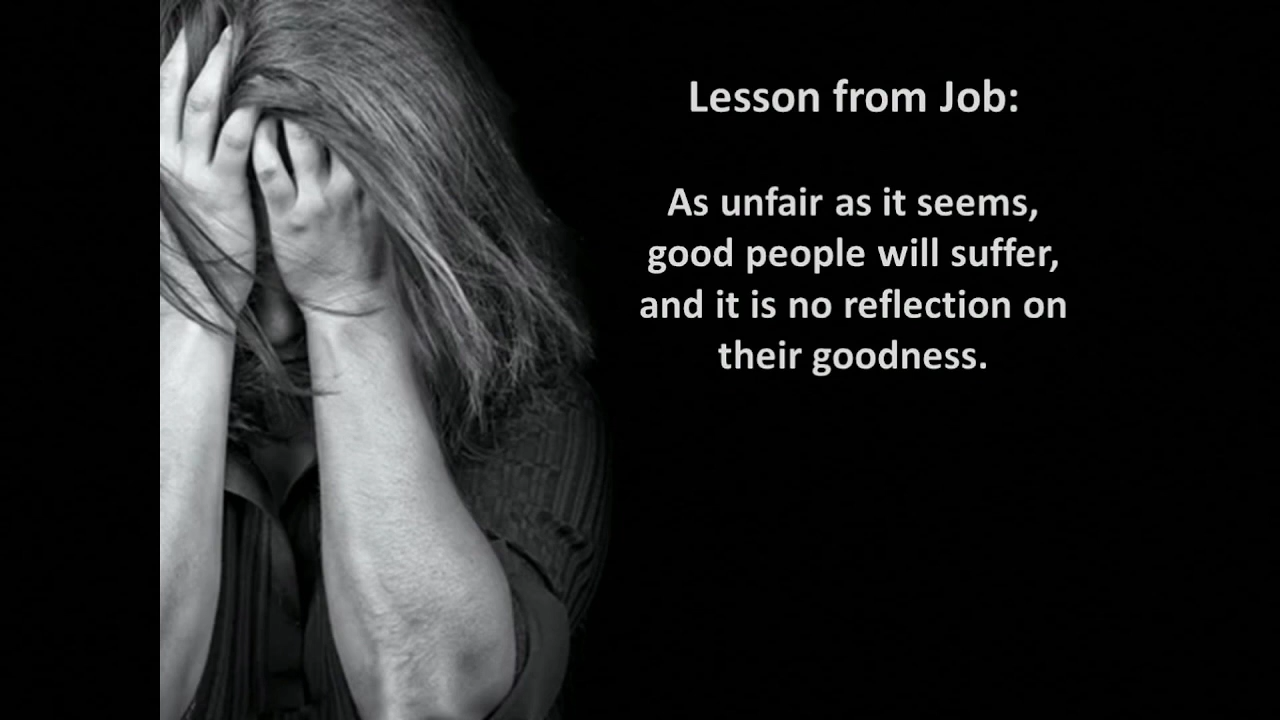 Lesson from Job:
As unfair as it seems,
good people will suffer,
and it is no reflection on
their goodness.